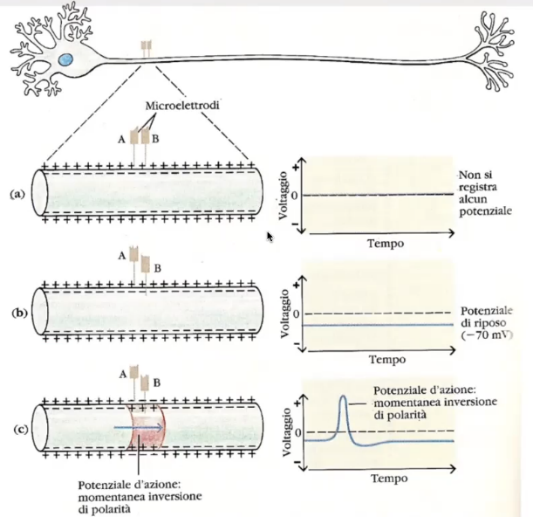 Microelettrodi
A B
(a)
+
Voltaggio
0
−
Tempo
Non si
registra
alcun
potenziale
A
B
(b)
+
Voltaggio
0
−
Tempo
Potenziale
di riposo
(−70 mV)
A
B
(c)
Potenziale d'azione:
momentanea inversione
di polarità
+
Voltaggio
0
−
Tempo
Potenziale d'azione:
momentanea inversione
di polarità